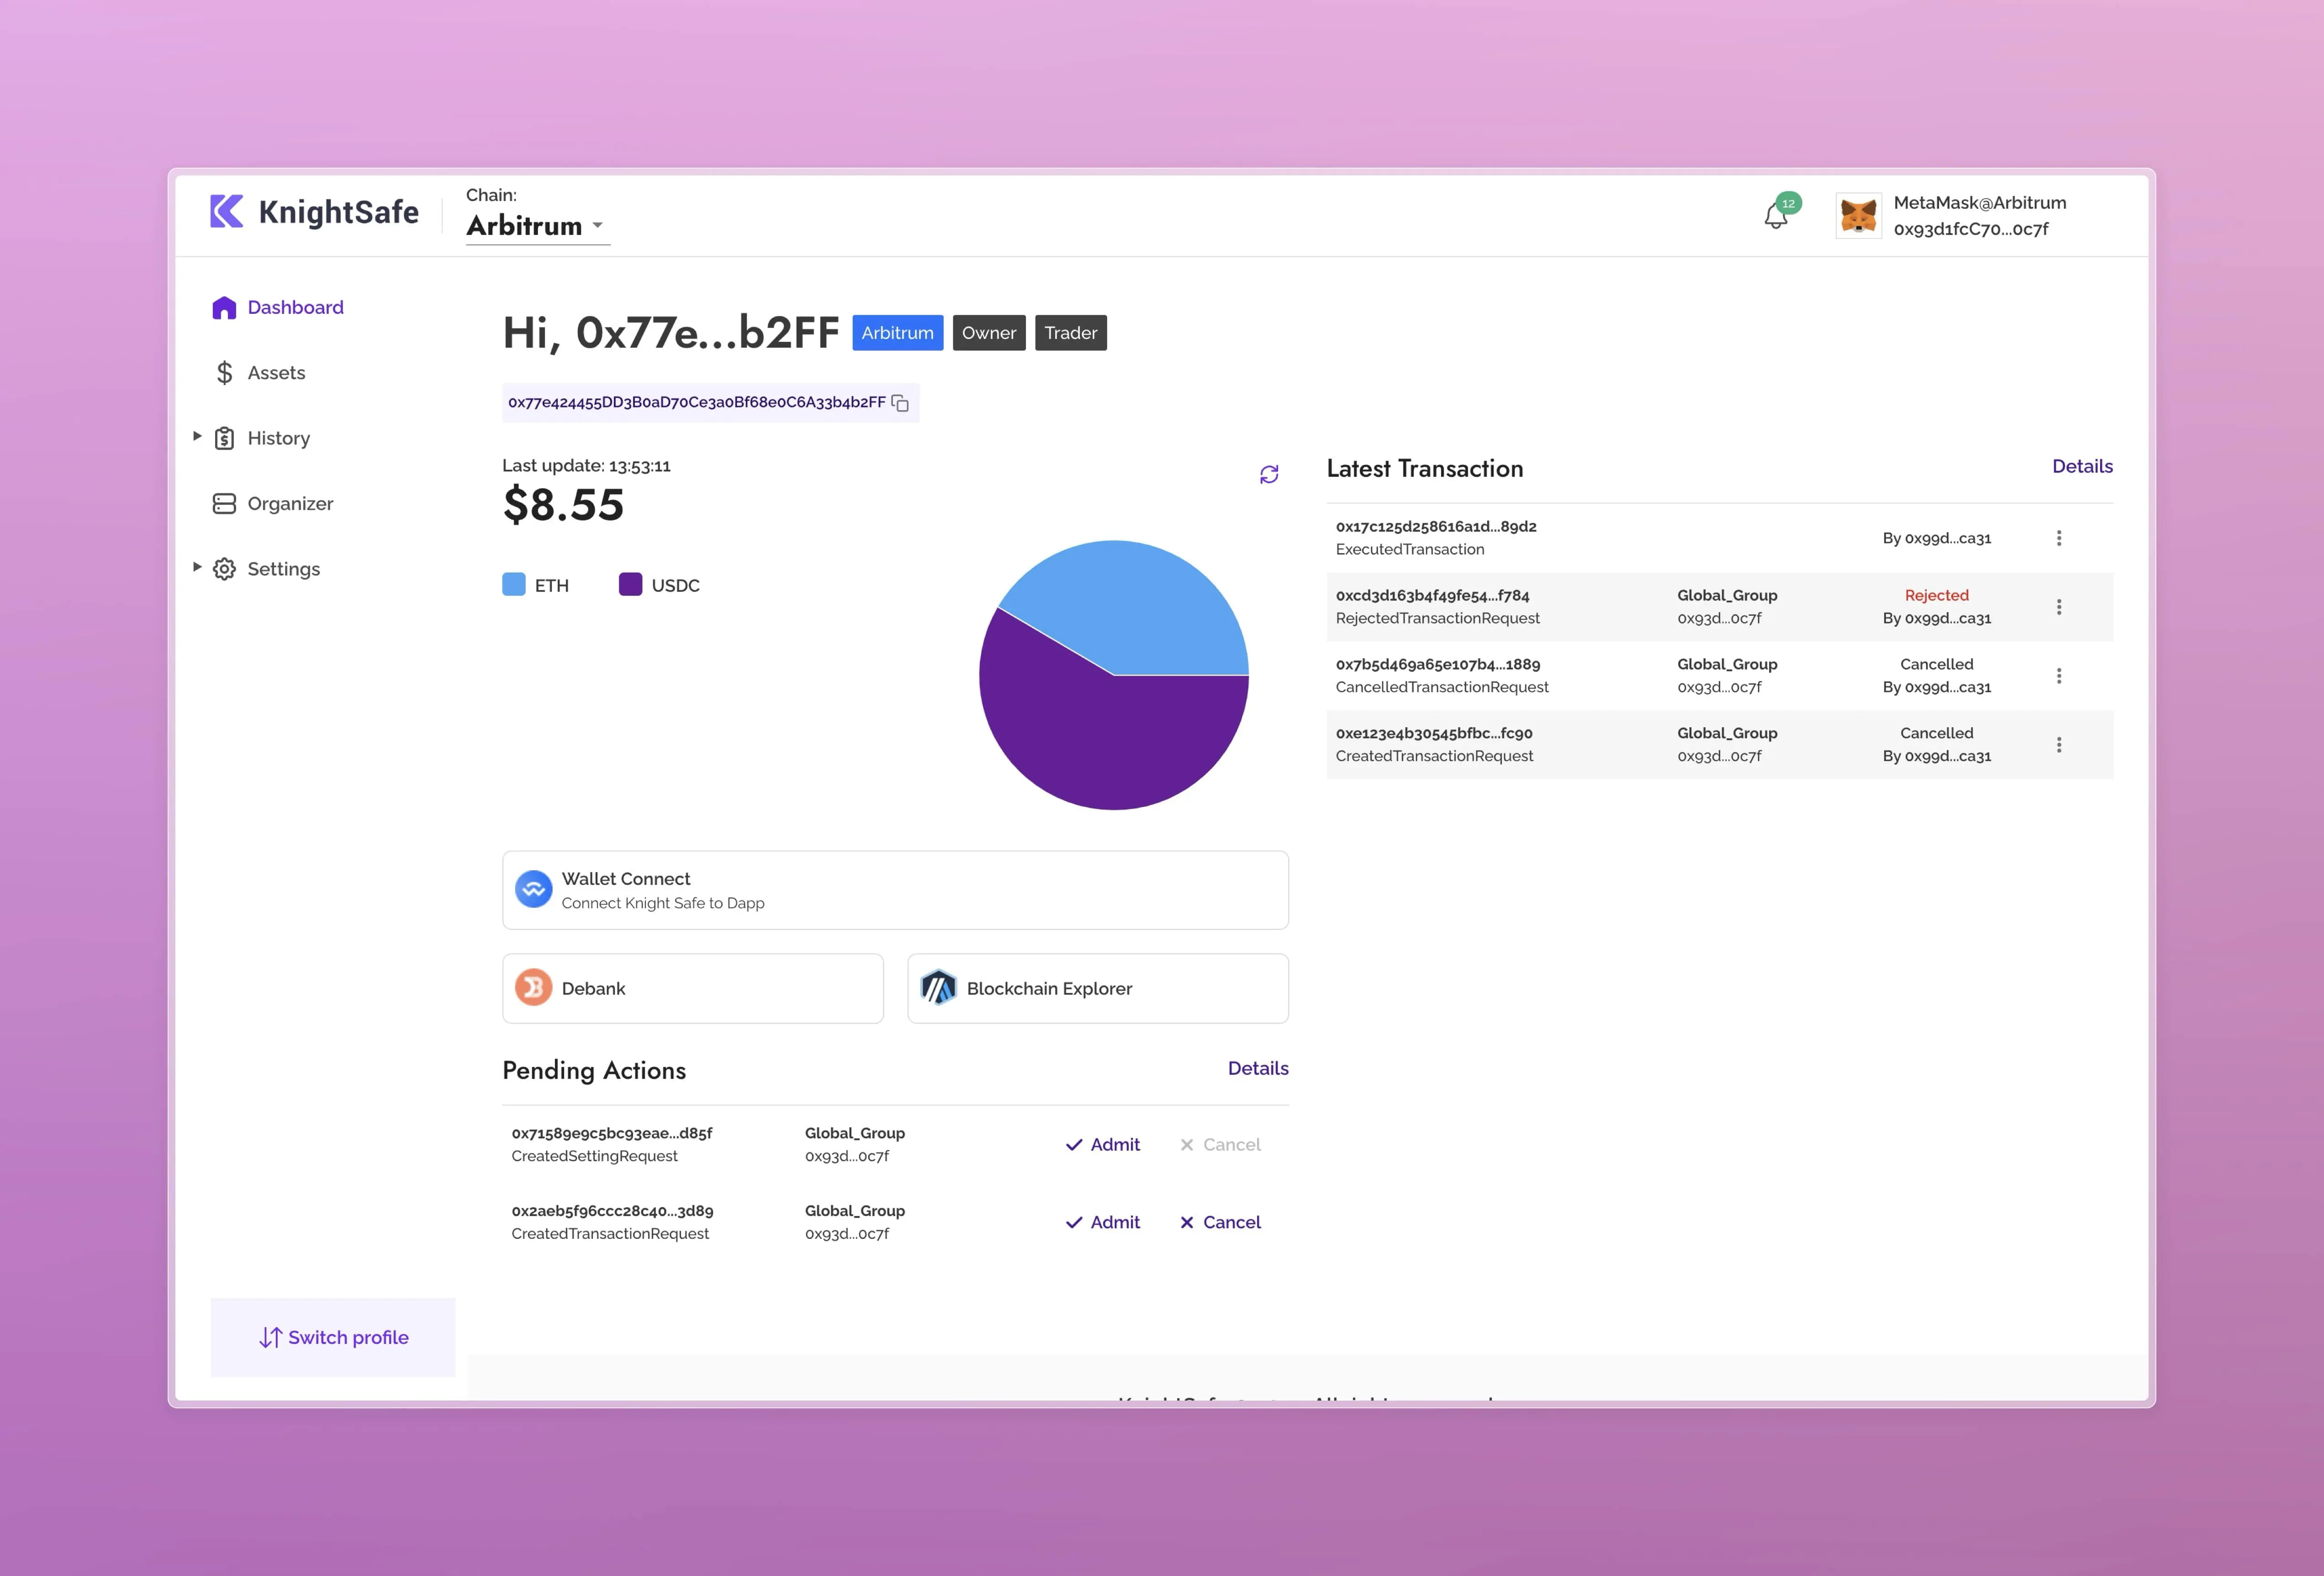 KnightSafe
Chain:
Arbitrum
12
MetaMask@Arbitrum
0x93d1fcC70...0c7f
Dashboard
Assets
History
Organizer
Settings
Switch profile
Hi, 0x77e...b2FF
Arbitrum
Owner
Trader
0x77e424455DD3B0aD70Ce3a0Bf68e0C6A33b4b2FF
Last update: 13:53:11
$8.55
ETH
USDC
Wallet Connect
Connect Knight Safe to Dapp
Debank
Blockchain Explorer
Pending Actions
Details
0x71589e9c5bc93eae...d85f
CreatedSettingRequest
Global_Group
0x93d...0c7f
Admit
Cancel
0x2aeb5f96ccc28c40...3d89
CreatedTransactionRequest
Global_Group
0x93d...0c7f
Admit
Cancel
Latest Transaction
Details
0x17c125d258616a1d...89d2
ExecutedTransaction
By 0x99d...ca31
0xcd3d163b4f49fe54...f784
RejectedTransactionRequest
Global_Group
0x93d...0c7f
Rejected
By 0x99d...ca31
0x7b5d469a65e107b4...1889
CancelledTransactionRequest
Global_Group
0x93d...0c7f
Cancelled
By 0x99d...ca31
0xe123e4b30545bfbc...fc90
CreatedTransactionRequest
Global_Group
0x93d...0c7f
Cancelled
By 0x99d...ca31